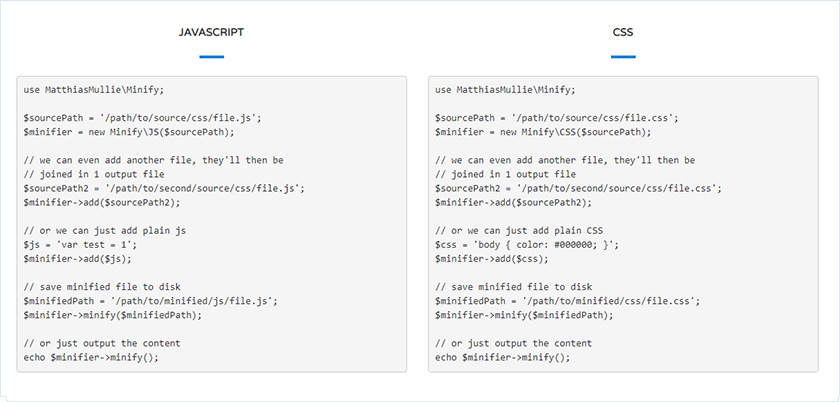 JAVASCRIPT
use MatthiasMullie\Minify;
$sourcePath = '/path/to/source/css/file.js';
$minifier = new Minify\JS($sourcePath);
// we can even add another file, they'll then be
// joined in 1 output file
$sourcePath2 = '/path/to/second/source/css/file.js';
$minifier->add($sourcePath2);
// or we can just add plain js
$js = 'var test = 1';
$minifier->add($js);
// save minified file to disk
$minifiedPath = '/path/to/minified/js/file.js';
$minifier->minify($minifiedPath);
// or just output the content
echo $minifier->minify();
CSS
use MatthiasMullie\Minify;
$sourcePath = '/path/to/source/css/file.css';
$minifier = new Minify\CSS($sourcePath);
// we can even add another file, they'll then be
// joined in 1 output file
$sourcePath2 = '/path/to/second/source/css/file.css';
$minifier->add($sourcePath2);
// or we can just add plain CSS
$css = 'body { color: #000000; }';
$minifier->add($css);
// save minified file to disk
$minifiedPath = '/path/to/minified/css/file.css';
$minifier->minify($minifiedPath);
// or just output the content
echo $minifier->minify();